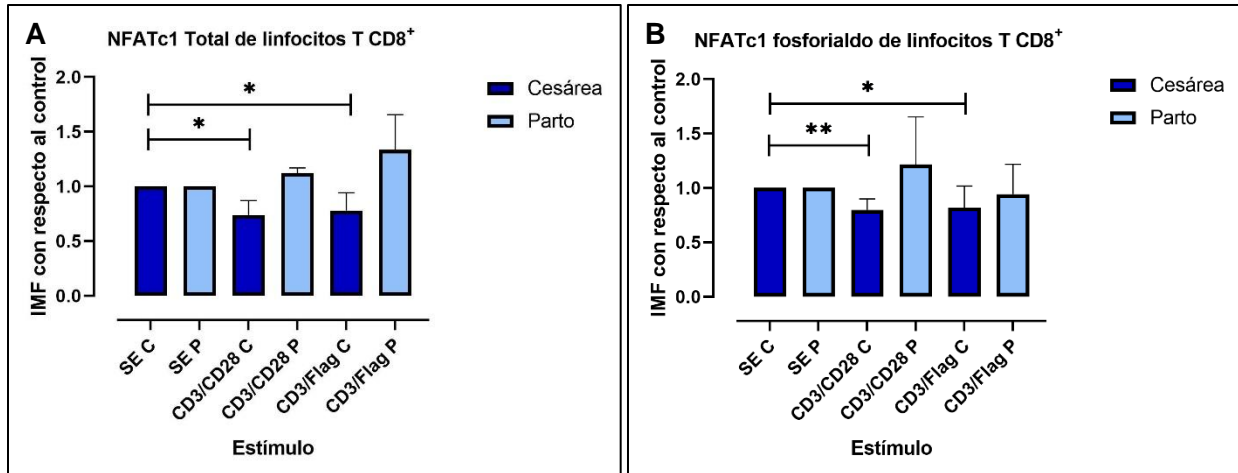 A
NFATc1 Total de linfocitos T CD8⁺
IMF con respecto al control
2.0
1.5
1.0
0.5
0.0
*
*
Cesárea
Parto
SE C
SE P
CD3/CD28 C
CD3/CD28 P
CD3/Flag C
CD3/Flag P
Estímulo
B
NFATc1 fosforialdo de linfocitos T CD8⁺
IMF con respecto al control
2.0
1.5
1.0
0.5
0.0
*
**
Cesárea
Parto
SE C
SE P
CD3/CD28 C
CD3/CD28 P
CD3/Flag C
CD3/Flag P
Estímulo